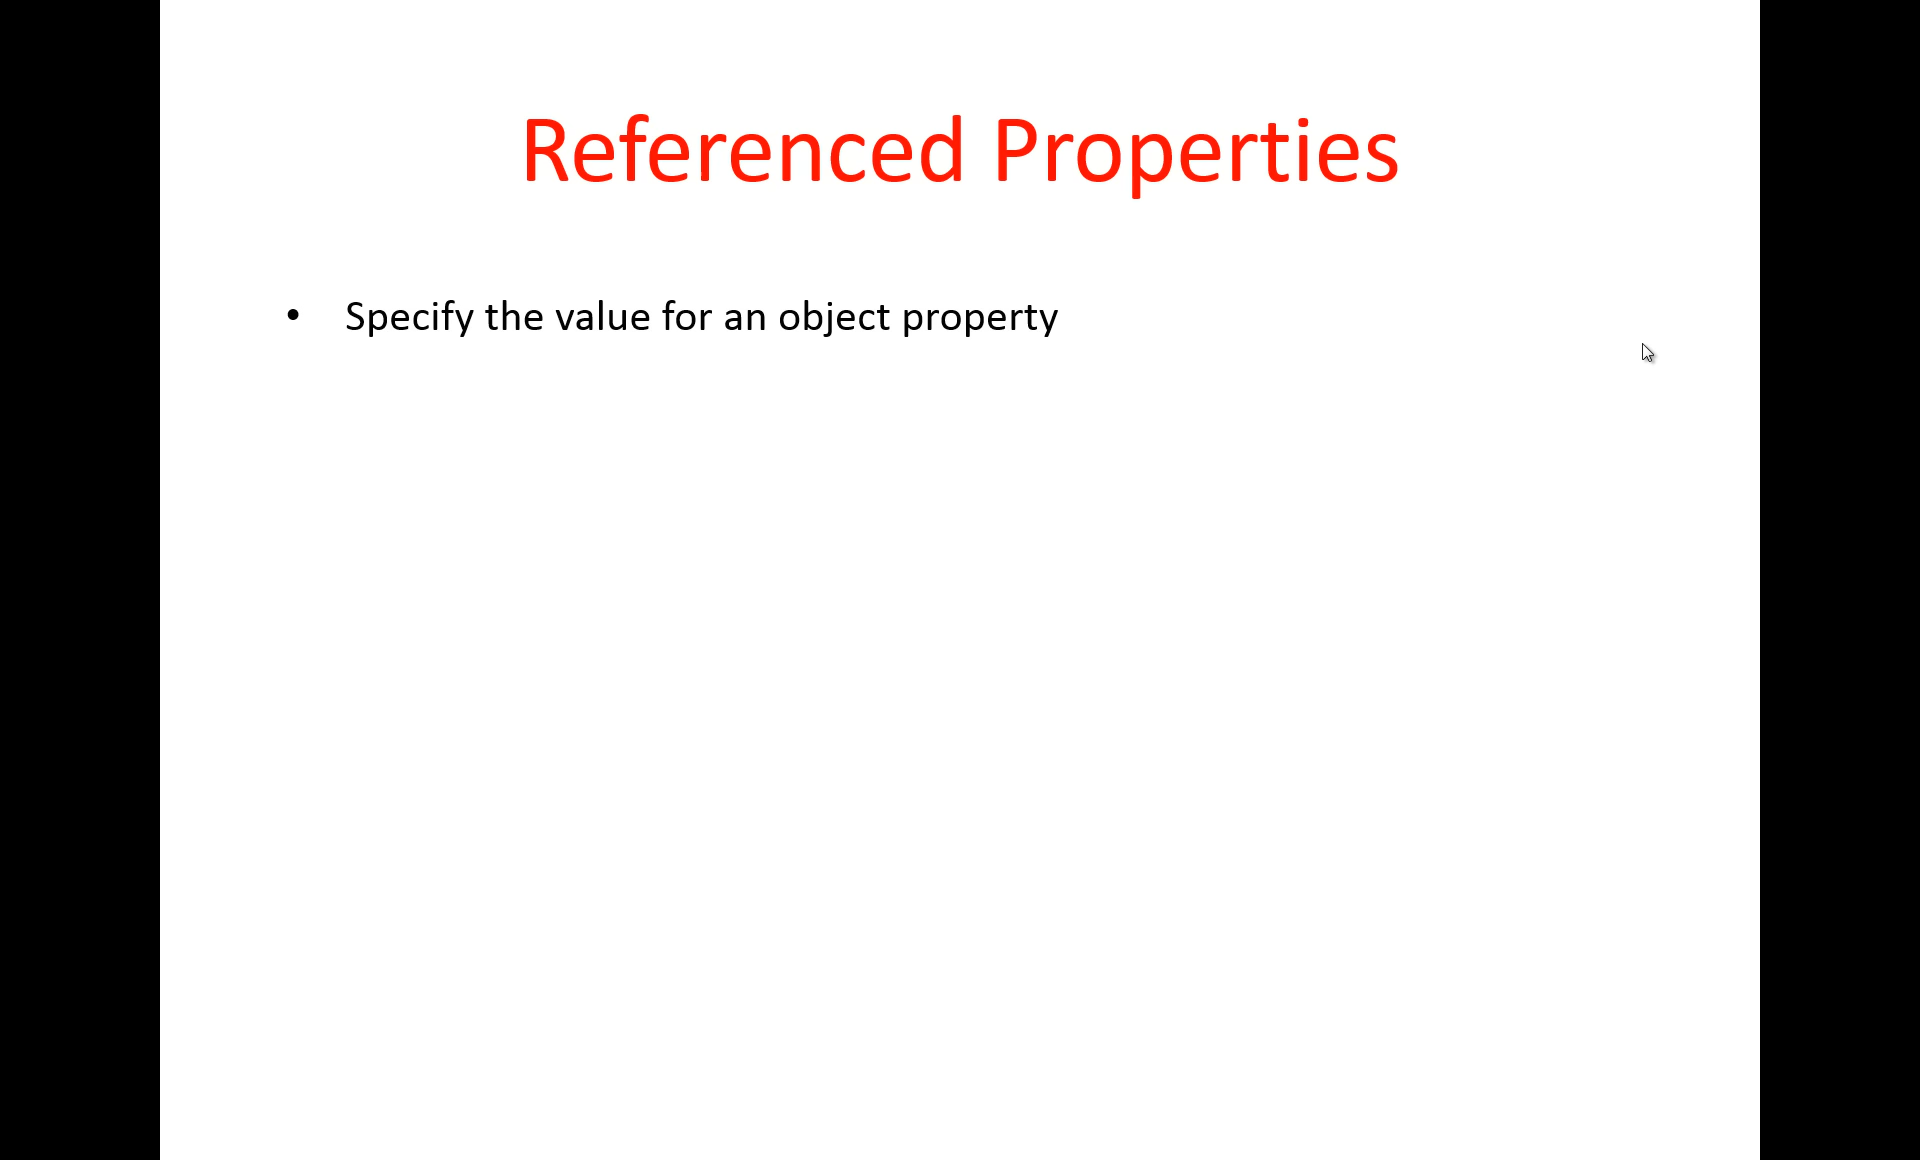 Referenced Properties
• Specify the value for an object property